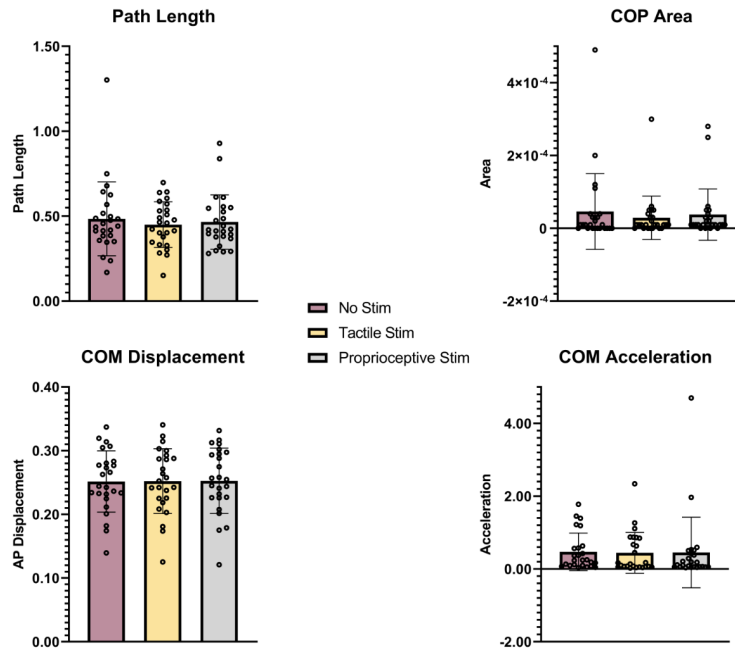 Path Length
1.50
1.00
0.50
0.00
Path Length
COP Area
4×10⁻⁴
2×10⁻⁴
0
-2×10⁻⁴
Area
No Stim
Tactile Stim
Proprioceptive Stim
COM Displacement
0.40
0.30
0.20
0.10
0.00
AP Displacement
COM Acceleration
4.00
2.00
0.00
-2.00
Acceleration